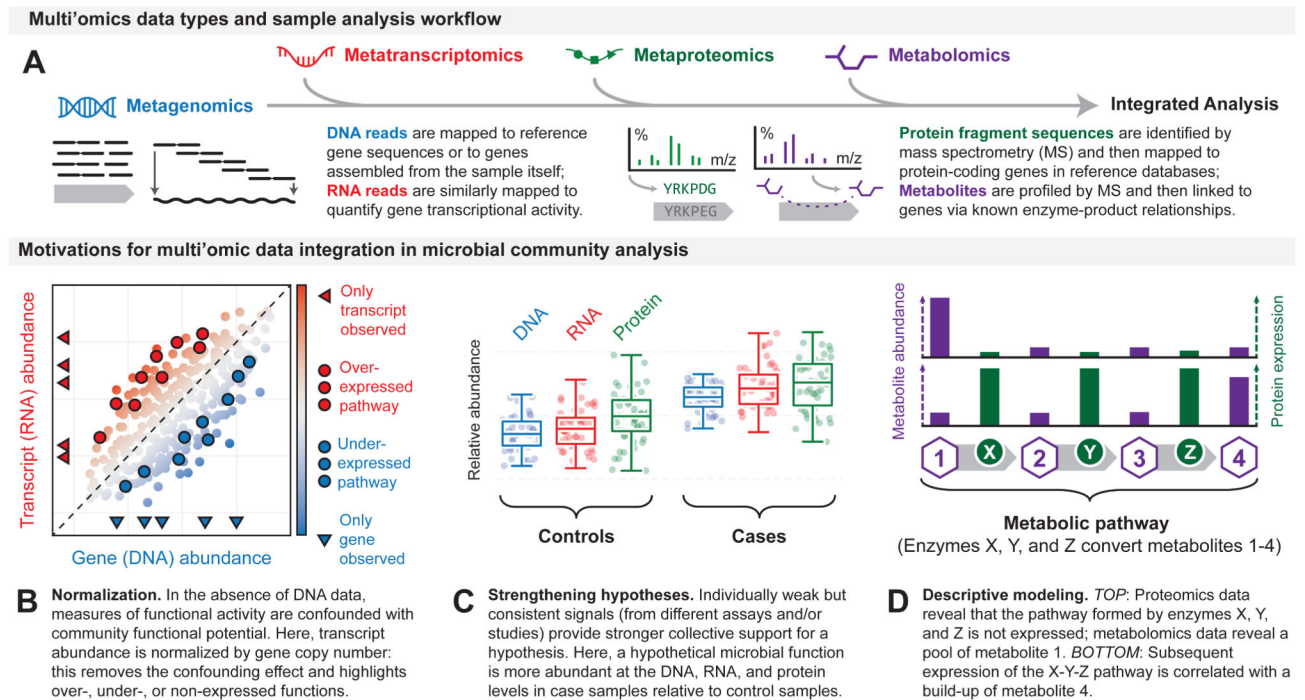 Multi’omics data types and sample analysis workflow
A
Metatranscriptomics
Metaproteomics
Metabolomics
Metagenomics
Integrated Analysis
DNA reads are mapped to reference
gene sequences or to genes
assembled from the sample itself;
RNA reads are similarly mapped to
quantify gene transcriptional activity.
%
m/z
YRKPDG
YRKPEG
%
m/z
Protein fragment sequences are identified by
mass spectrometry (MS) and then mapped to
protein-coding genes in reference databases;
Metabolites are profiled by MS and then linked to
genes via known enzyme-product relationships.
Motivations for multi’omic data integration in microbial community analysis
Transcript (RNA) abundance
Gene (DNA) abundance
Only
transcript
observed
Over-
expressed
pathway
Under-
expressed
pathway
Only
gene
observed
B
Normalization. In the absence of DNA data,
measures of functional activity are confounded with
community functional potential. Here, transcript
abundance is normalized by gene copy number:
this removes the confounding effect and highlights
over-, under-, or non-expressed functions.
Relative abundance
DNA
RNA
Protein
Controls
Cases
C
Strengthening hypotheses. Individually weak but
consistent signals (from different assays and/or
studies) provide stronger collective support for a
hypothesis. Here, a hypothetical microbial function
is more abundant at the DNA, RNA, and protein
levels in case samples relative to control samples.
Metabolite abundance
Protein expression
1 X 2 Y 3 Z 4
Metabolic pathway
(Enzymes X, Y, and Z convert metabolites 1-4)
D
Descriptive modeling. TOP: Proteomics data
reveal that the pathway formed by enzymes X, Y,
and Z is not expressed; metabolomics data reveal a
pool of metabolite 1. BOTTOM: Subsequent
expression of the X-Y-Z pathway is correlated with a
build-up of metabolite 4.